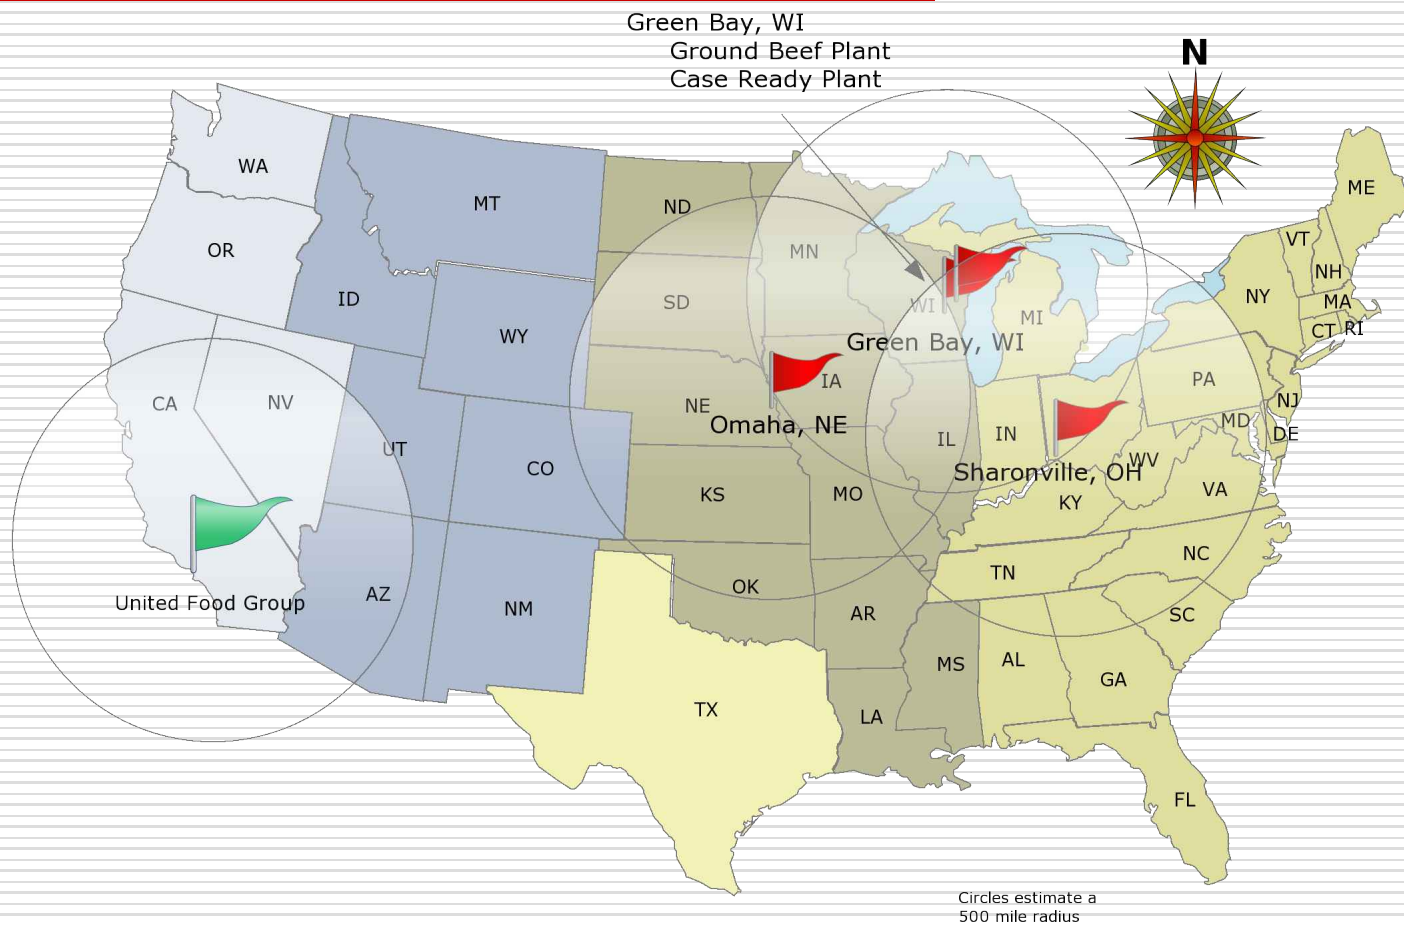 Green Bay, WI
Ground Beef Plant
Case Ready Plant
N
WA
MT
ND
ME
OR
MN
VT
ID
SD
WI
MI
NH
NY
MA
WY
CT
RI
Green Bay, WI
CA
NV
NE
IA
PA
NJ
Omaha, NE
IL
IN
MD
DE
UT
CO
Sharonville, OH
WV
KS
MO
KY
VA
NC
OK
TN
AZ
United Food Group
NM
AR
SC
MS
AL
GA
TX
LA
FL
Circles estimate a
500 mile radius